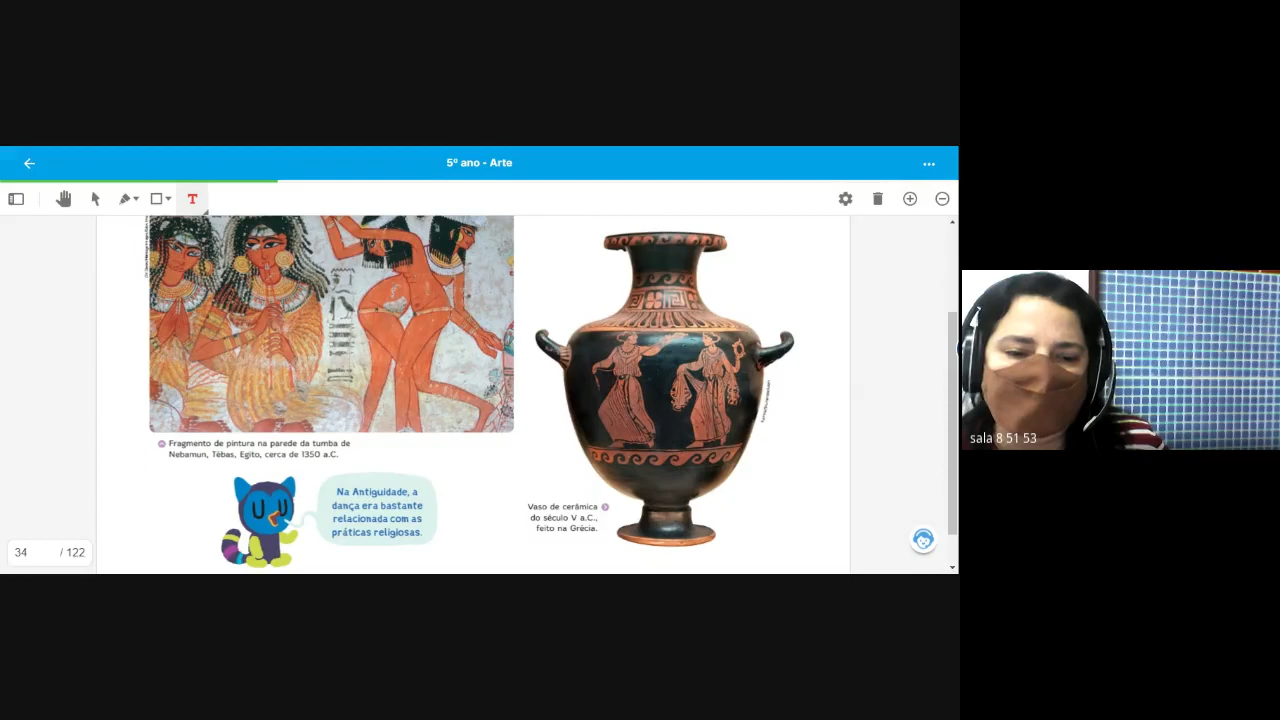 5º ano - Arte
T
Fragmento de pintura na parede da tumba de
Nebamun, Tebas, Egito, cerca de 1350 a.C.
Na Antiguidade, a
dança era bastante
relacionada com as
práticas religiosas.
Vaso de cerâmica
do século V a.C.,
feito na Grécia.
34 / 122
sala 8 51 53